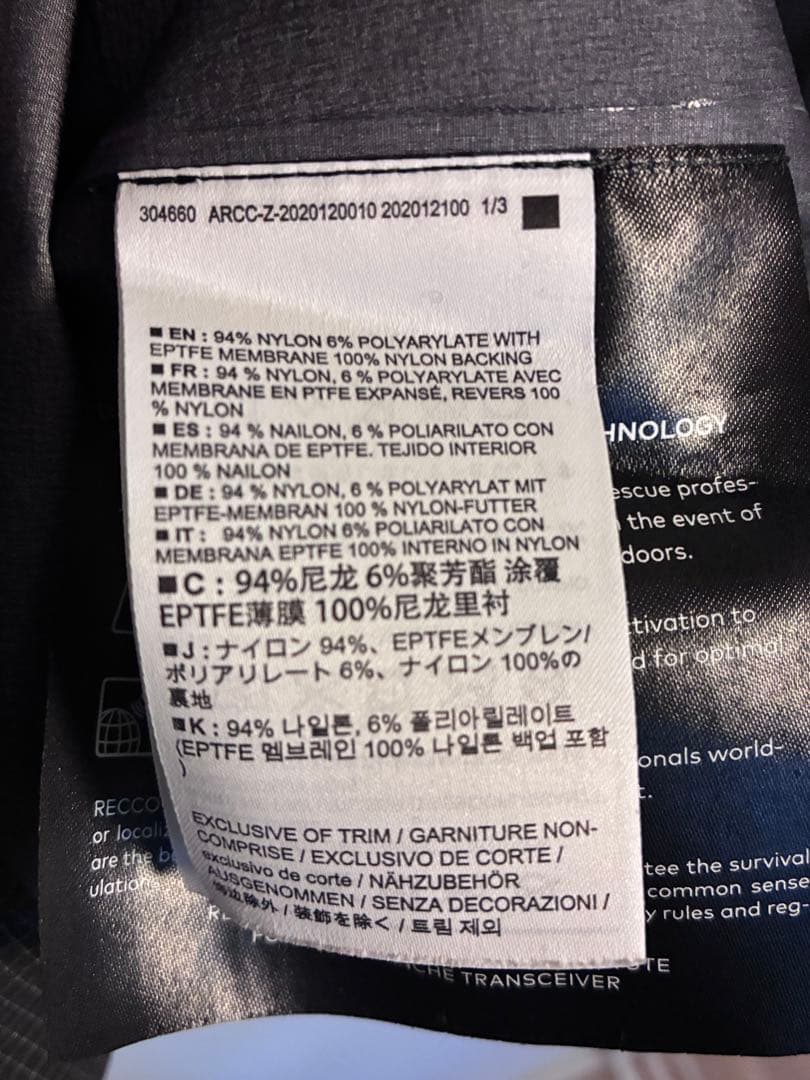 304660 ARCC-Z-2020120010 202012100 1/3
■ EN : 94% NYLON 6% POLYARYLATE WITH
EPTFE MEMBRANE 100% NYLON BACKING
■ FR : 94 % NYLON, 6 % POLYARYLATE AVEC
MEMBRANE EN PTFE EXPANSÉ, REVERS 100
% NYLON
■ ES : 94 % NAILON, 6 % POLIARILATO CON
MEMBRANA DE EPTFE. TEJIDO INTERIOR
100 % NAILON
■ DE : 94 % NYLON, 6 % POLYARYLAT MIT
EPTFE-MEMBRAN 100 % NYLON-FUTTER
■ IT : 94% NYLON 6% POLIARILATO CON
MEMBRANA EPTFE 100% INTERNO IN NYLON
■C : 94%尼龙 6%聚芳酯 涂覆
EPTFE薄膜 100%尼龙里衬
■J : ナイロン 94%、EPTFEメンブレン/
ポリアリレート 6%、ナイロン 100%の
裏地
■K : 94% 나일론, 6% 폴리아릴레이트
(EPTFE 멤브레인 100% 나일론 백업 포함
)
EXCLUSIVE OF TRIM / GARNITURE NON-
COMPRISE / EXCLUSIVO DE CORTE /
exclusivo de corte / NÄHZUBEHÖR
AUSGENOMMEN / SENZA DECORAZIONI /
饰边除外 / 装飾を除く / 트림 제외
HNOLOGY
escue profes-
the event of
doors.
tivation to
d for optimal
onals world-
t.
RECCO
or localiz
are the b
ulation
tee the survival
common sense
y rules and reg-
TE
CHE TRANSCEIVER